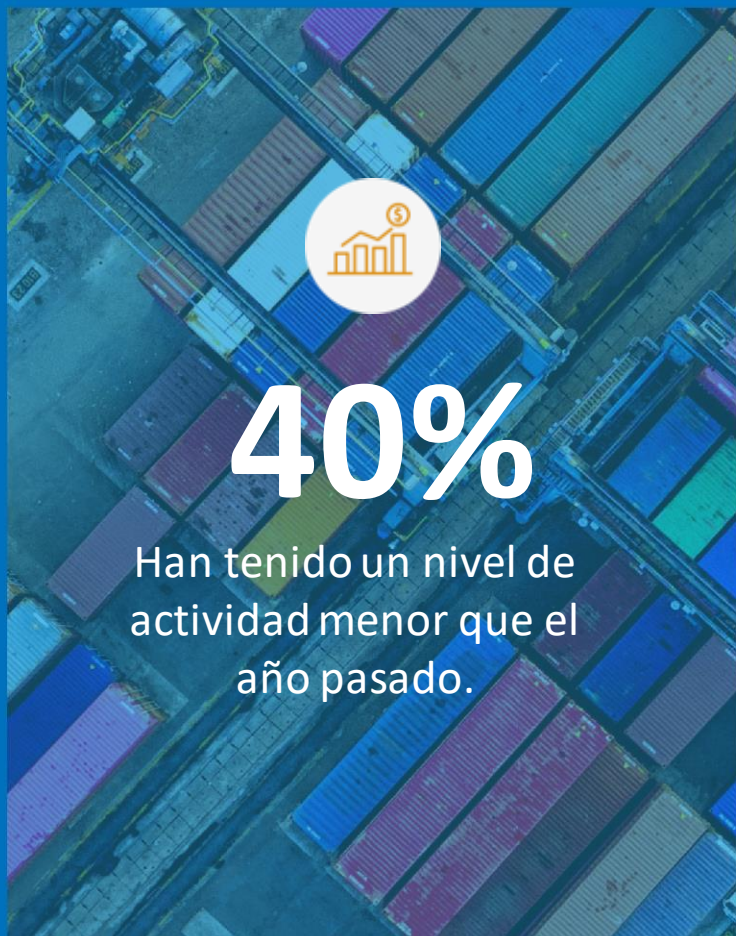 $
40%
Han tenido un nivel de
actividad menor que el
año pasado.